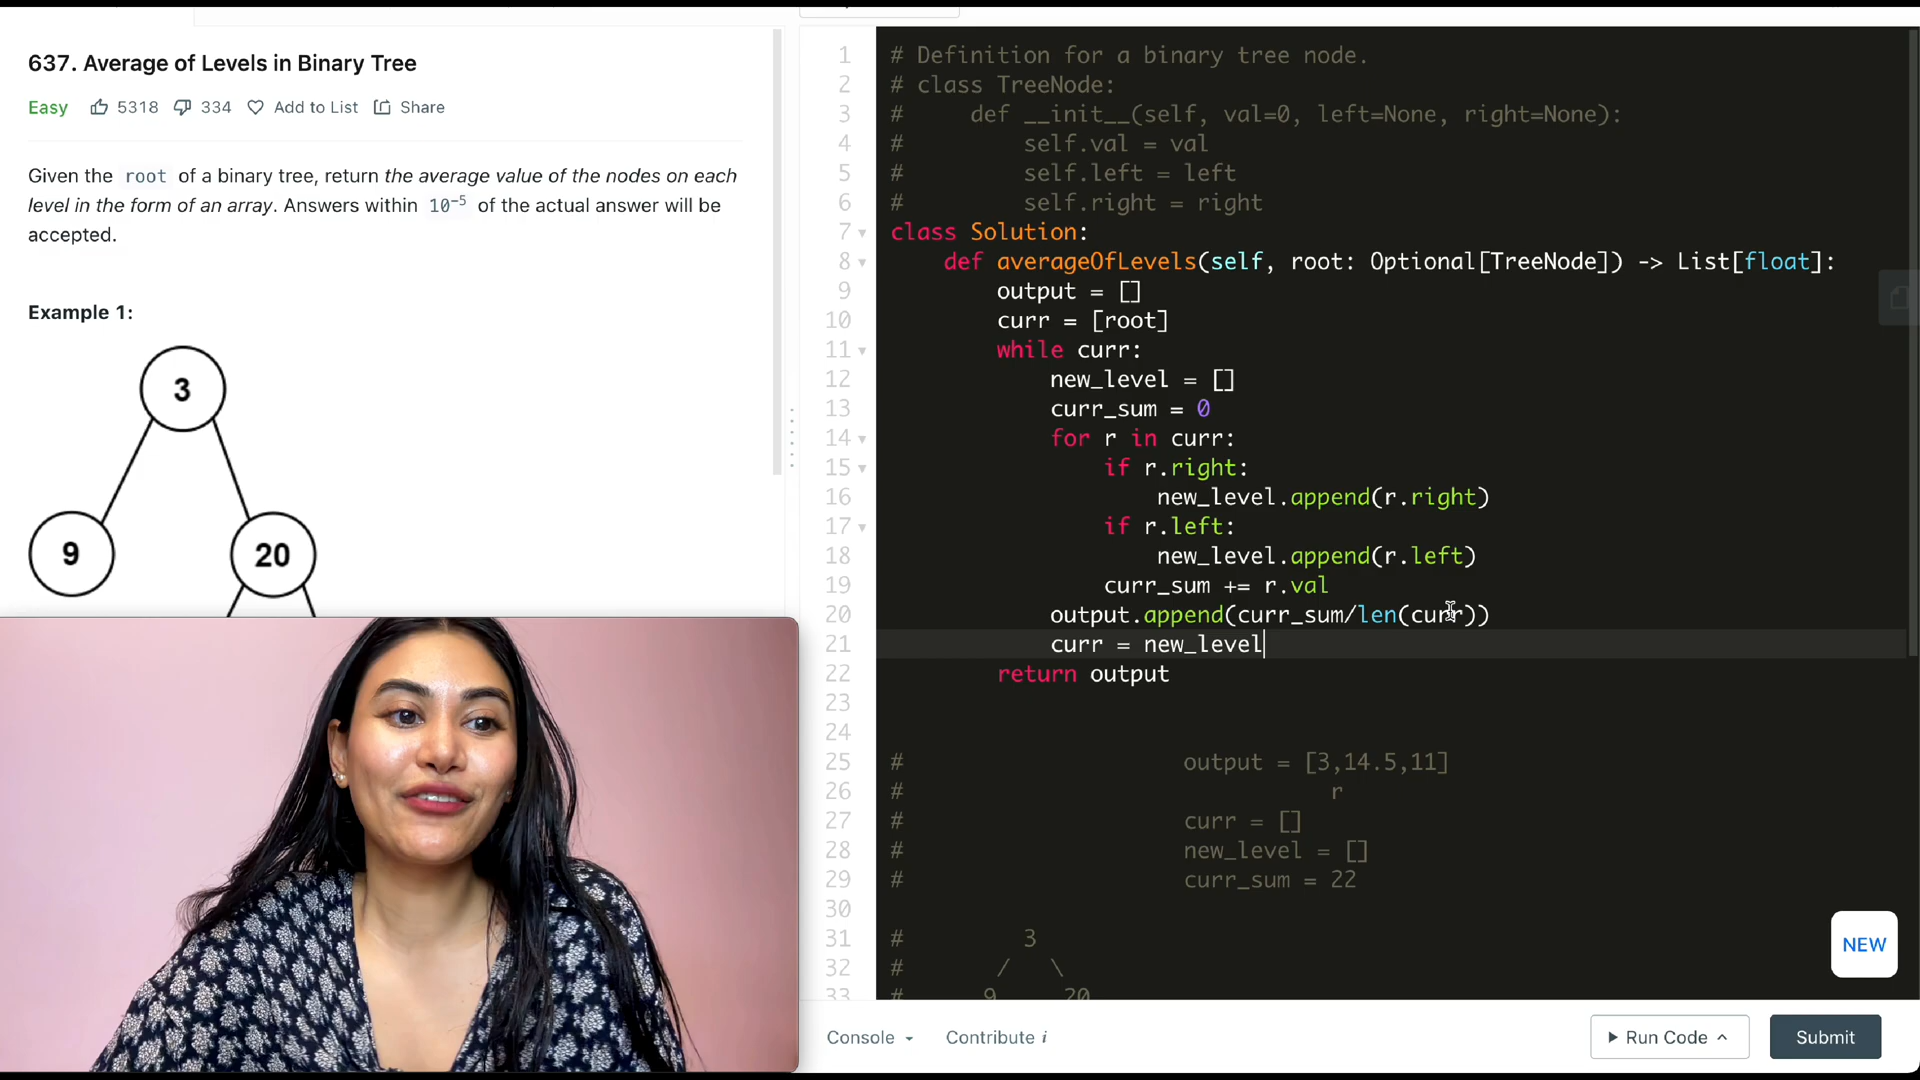 637. Average of Levels in Binary Tree
Easy 5318 334 Add to List Share
Given the root of a binary tree, return the average value of the nodes on each
level in the form of an array. Answers within 10⁻⁵ of the actual answer will be
accepted.
Example 1:
3
9 20
1 # Definition for a binary tree node.
2 # class TreeNode:
3 #     def __init__(self, val=0, left=None, right=None):
4 #         self.val = val
5 #         self.left = left
6 #         self.right = right
7 class Solution:
8     def averageOfLevels(self, root: Optional[TreeNode]) -> List[float]:
9         output = []
10         curr = [root]
11         while curr:
12             new_level = []
13             curr_sum = 0
14             for r in curr:
15                 if r.right:
16                     new_level.append(r.right)
17                 if r.left:
18                     new_level.append(r.left)
19                 curr_sum += r.val
20             output.append(curr_sum/len(curr))
21             curr = new_level
22         return output
23
24
25 #                     output = [3,14.5,11]
26 #                                r
27 #                     curr = []
28 #                     new_level = []
29 #                     curr_sum = 22
30
31 #         3
32 #       /   \
33 #      9     20
NEW
Console Contribute i Run Code Submit